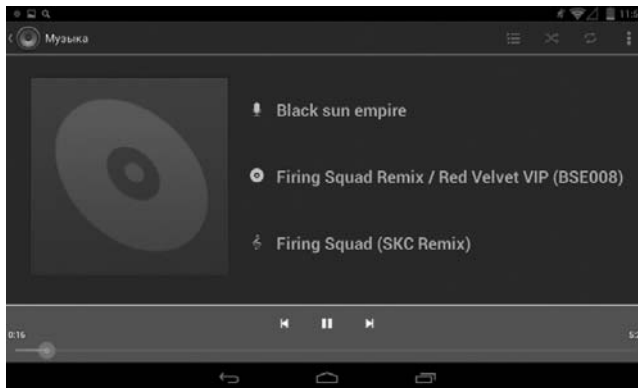 Музыка
Black sun empire
Firing Squad Remix / Red Velvet VIP (BSE008)
Firing Squad (SKC Remix)
0:16